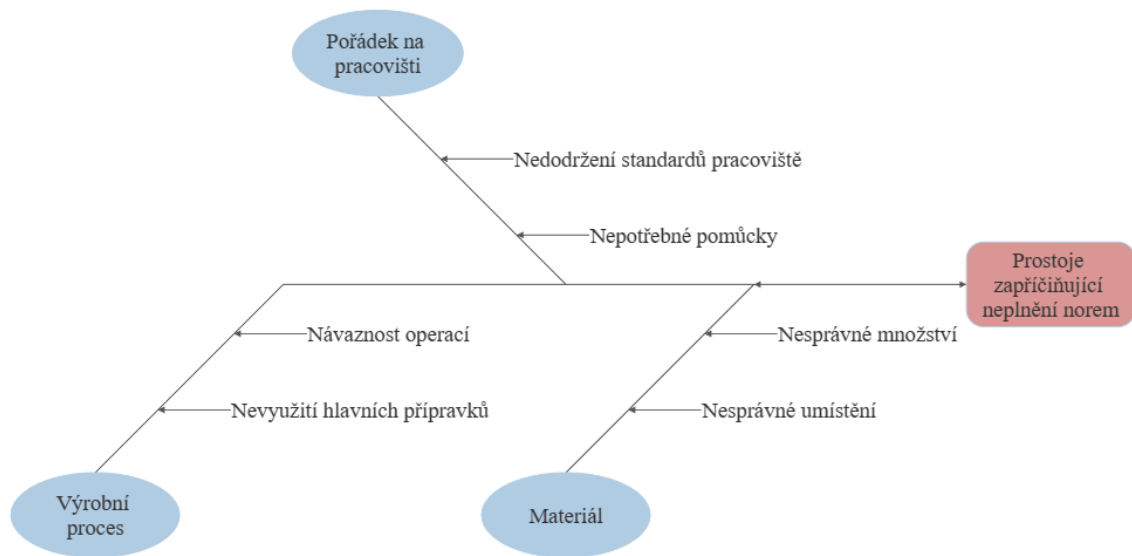 Pořádek na
pracovišti
Nedodržení standardů pracoviště
Nepotřebné pomůcky
Prostoje
zapříčiňující
neplnění norem
Návaznost operací
Nesprávné množství
Nevyužití hlavních přípravků
Nesprávné umístění
Výrobní
proces
Materiál